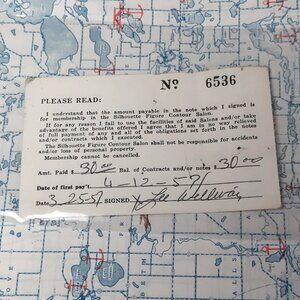 No 6536
PLEASE READ:
I understand that the amount payable in the note which I signed
for membership in the Silhouette Figure Contour Salon.
If for any reason I fail to use the facilities of said Salons and/or take
advantage of the benefits offered I agree that I am in no way relieved
of full payment of any and all of the obligations set forth in the notes
and/or contracts which I executed.
The Silhouette Figure Contour Salon shall not be responsible for accidents
and/or loss of personal property.
Membership cannot be cancelled.
Amt. Paid $ 30.00 Bal. of Contracts and/or notes $ 30.00
Date of first pay't 4-12-57
Date 3-25-57 SIGNED. X Lee